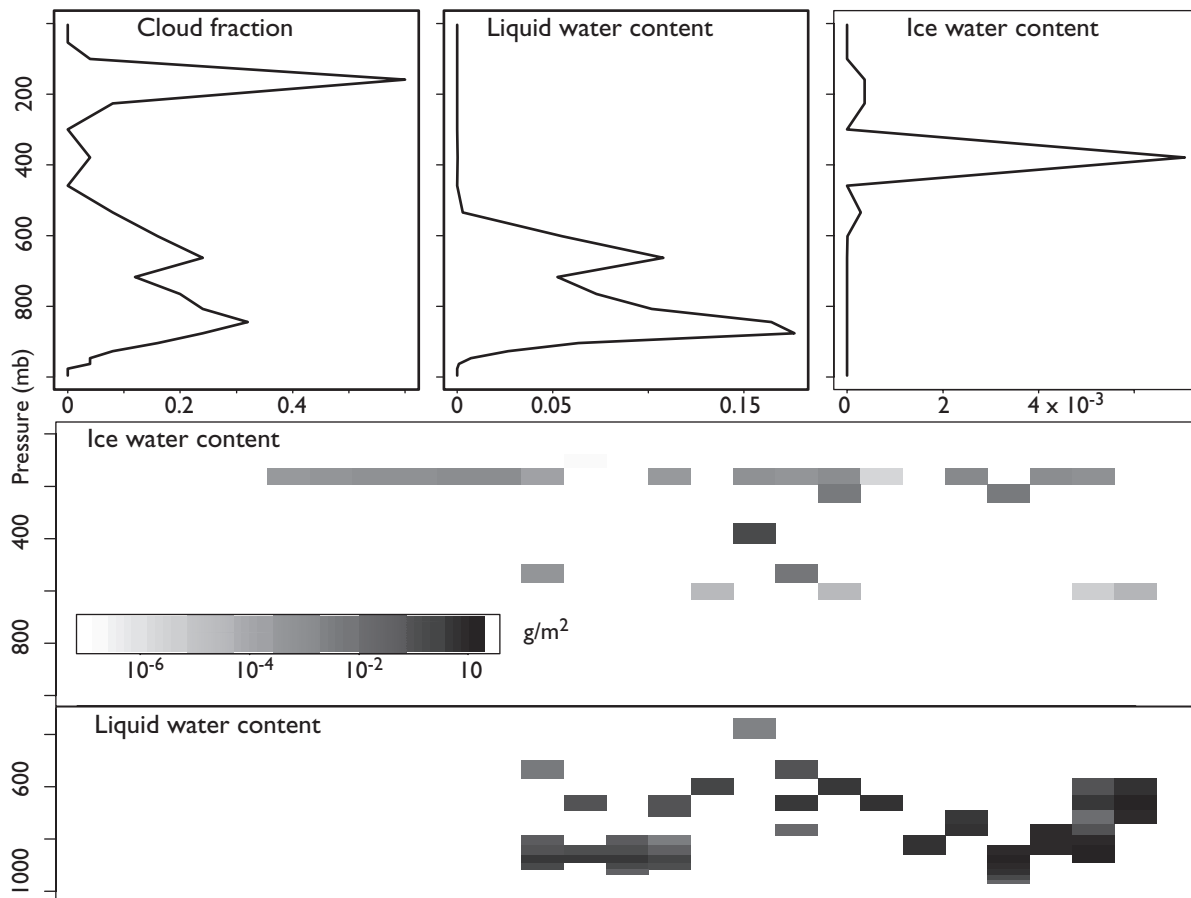 Cloud fraction
Liquid water content
Ice water content
200
400
600
800
0 0.2 0.4
0 0.05 0.15
0 2 4 x 10⁻³
Pressure (mb)
Ice water content
400
800
10⁻⁶ 10⁻⁴ 10⁻² 10
g/m²
Liquid water content
600
1000